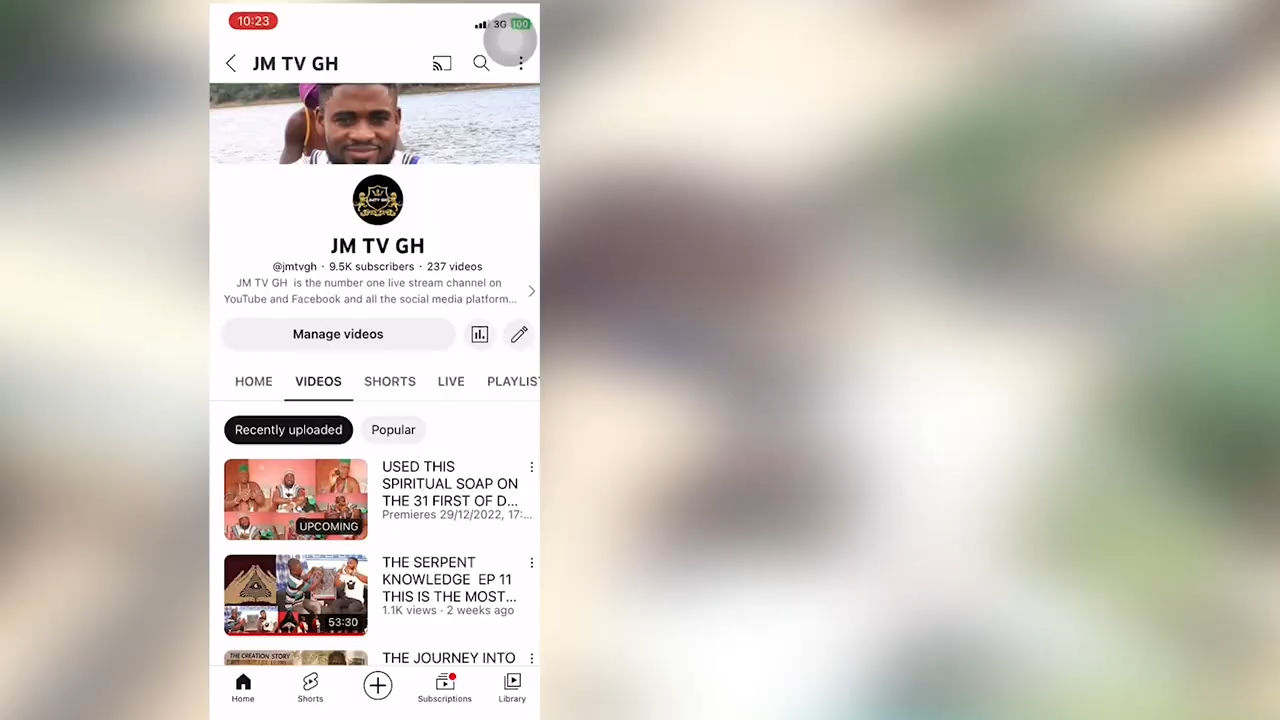 10:23
3G 100
JM TV GH
JM TV GH
@jmtvgh · 9.5K subscribers · 237 videos
JM TV GH is the number one live stream channel on
YouTube and Facebook and all the social media platform...
Manage videos
HOME VIDEOS SHORTS LIVE PLAYLIS
Recently uploaded Popular
USED THIS
SPIRITUAL SOAP ON
THE 31 FIRST OF D...
Premieres 29/12/2022, 17:...
UPCOMING
THE SERPENT
KNOWLEDGE EP 11
THIS IS THE MOST...
1.1K views · 2 weeks ago
53:30
THE CREATION STORY
THE JOURNEY INTO
Home Shorts Subscriptions Library